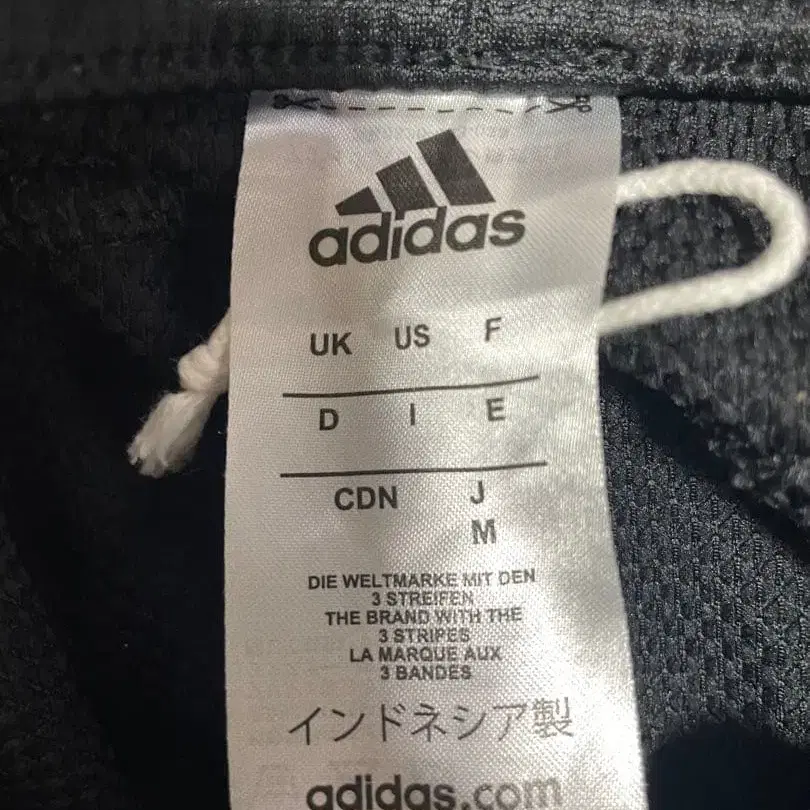 adidas
UK US F
D I E
CDN J
M
DIE WELTMARKE MIT DEN
3 STREIFEN
THE BRAND WITH THE
3 STRIPES
LA MARQUE AUX
3 BANDES
インドネシア製
adidas.com